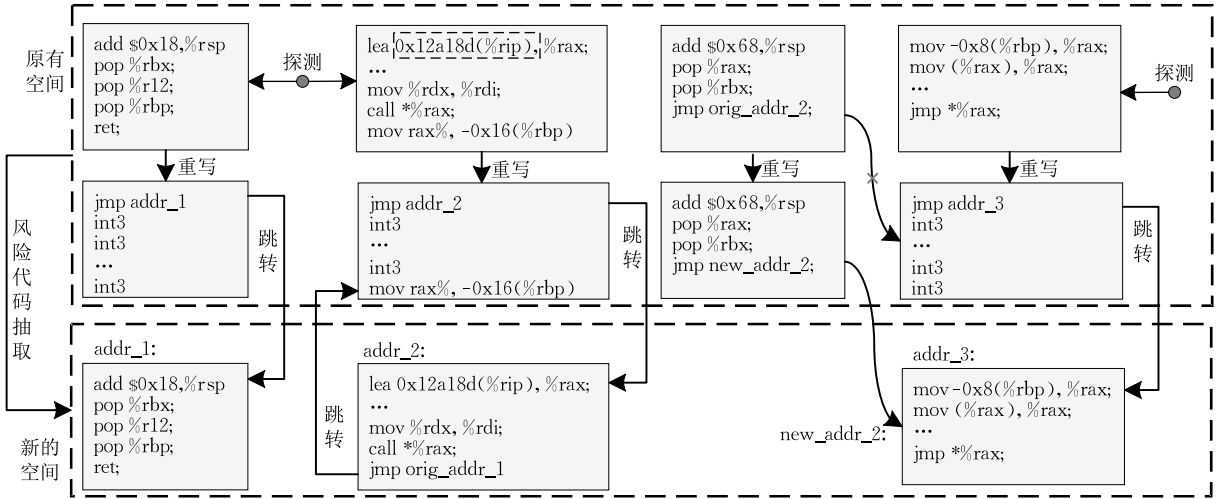 原有
空间
add $0x18,%rsp
pop %rbx;
pop %r12;
pop %rbp;
ret;
探测
lea 0x12a18d(%rip), %rax;
...
mov %rdx, %rdi;
call *%rax;
mov rax%, -0x16(%rbp)
add $0x68,%rsp
pop %rax;
pop %rbx;
jmp orig_addr_2;
mov -0x8(%rbp), %rax;
mov (%rax), %rax;
...
jmp *%rax;
探测
重写
重写
重写
重写
jmp addr_1
int3
int3
...
int3
跳转
jmp addr_2
int3
...
int3
mov rax%, -0x16(%rbp)
跳转
add $0x68,%rsp
pop %rax;
pop %rbx;
jmp new_addr_2;
jmp addr_3
int3
...
int3
int3
跳转
风险代码抽取
新的
空间
addr_1:
add $0x18,%rsp
pop %rbx;
pop %r12;
pop %rbp;
ret;
跳转
addr_2:
lea 0x12a18d(%rip), %rax;
...
mov %rdx, %rdi;
call *%rax;
jmp orig_addr_1
new_addr_2:
addr_3:
mov -0x8(%rbp), %rax;
mov (%rax), %rax;
...
jmp *%rax;